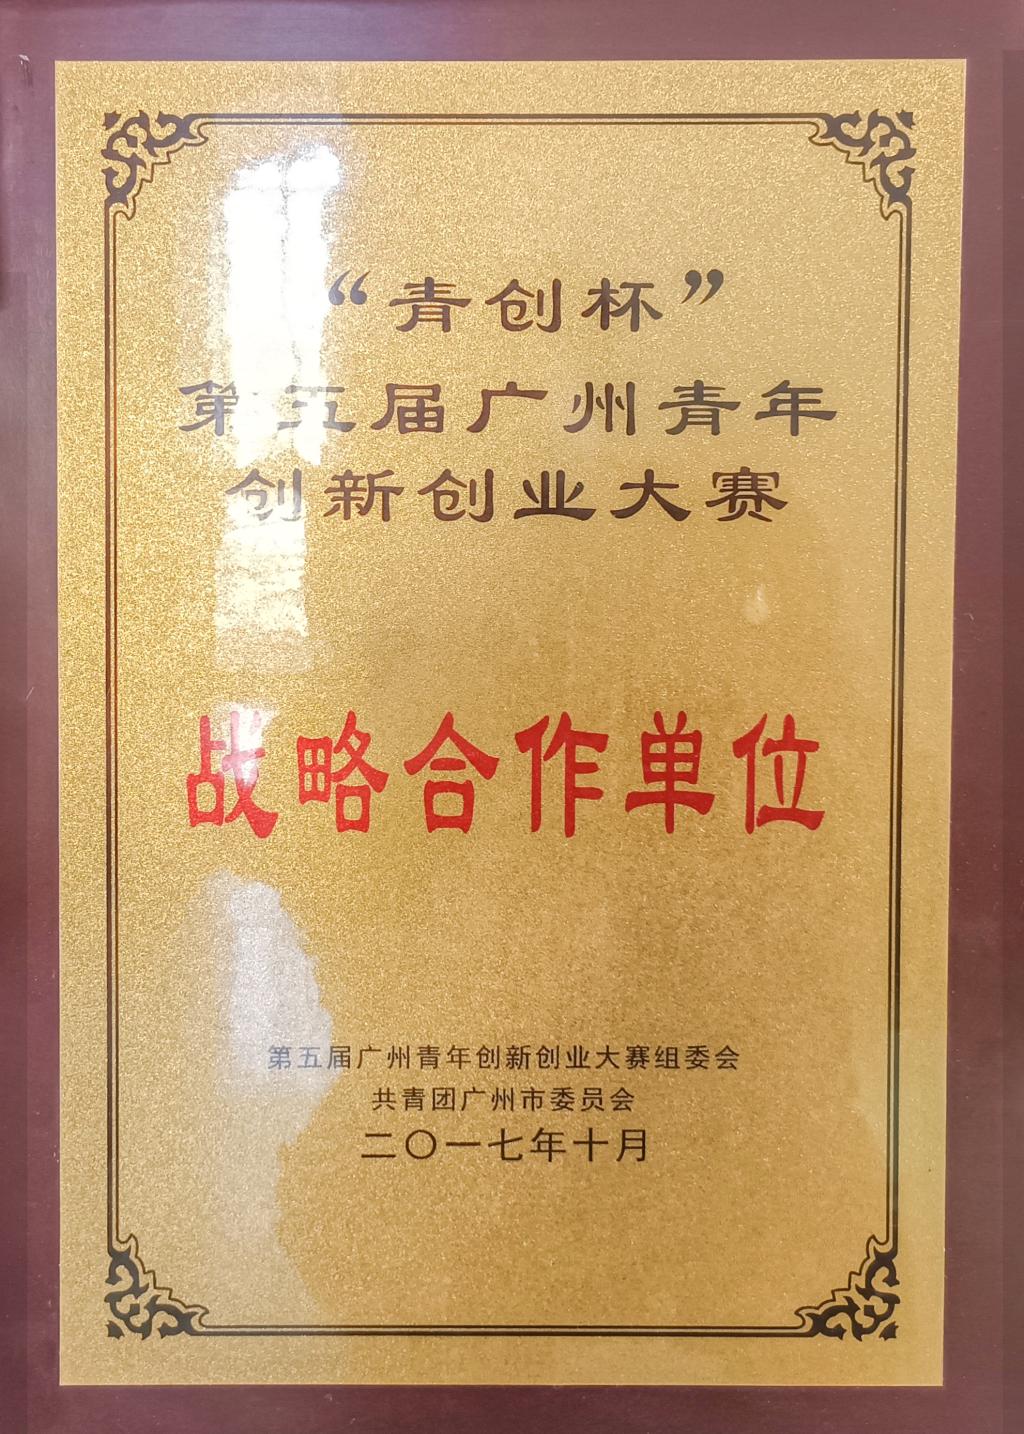 “青创杯”
第五届广州青年
创新创业大赛
战略合作单位
第五届广州青年创新创业大赛组委会
共青团广州市委员会
二〇一七年十月